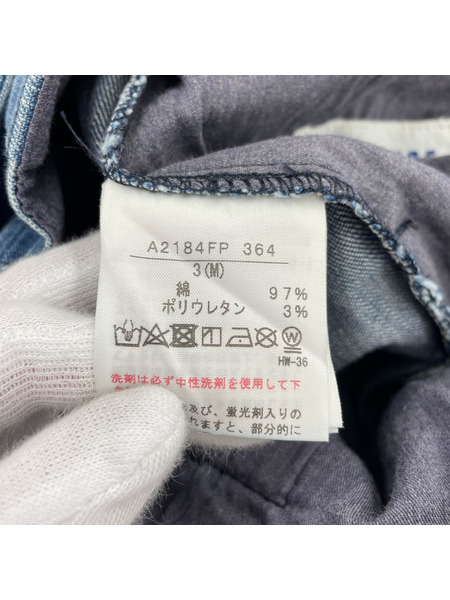 A2184FP 364
3(M)
綿 97%
ポリウレタン 3%
W
HW-36
洗剤は必ず中性洗剤を使用して下
及び、蛍光剤入りの
れますと、部分的に